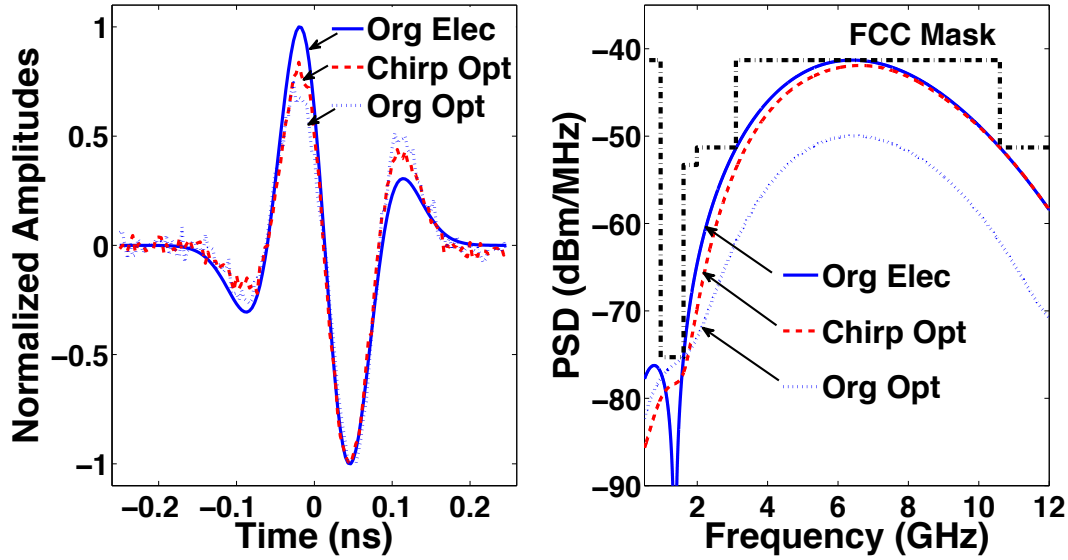 Normalized Amplitudes
1
0.5
0
−0.5
−1
Org Elec
Chirp Opt
Org Opt
−0.2
−0.1
0
0.1
0.2
Time (ns)
PSD (dBm/MHz)
−40
−50
−60
−70
−80
−90
FCC Mask
Org Elec
Chirp Opt
Org Opt
2
4
6
8
10
12
Frequency (GHz)